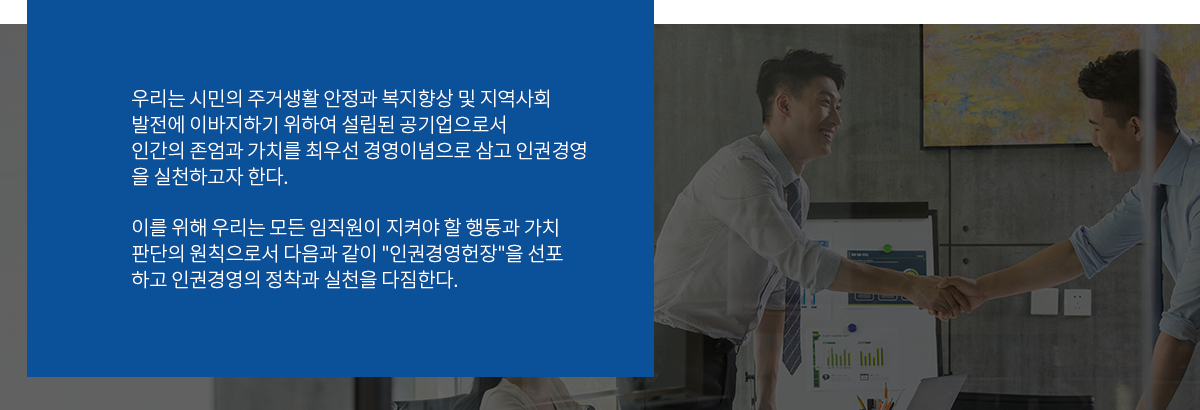 우리는 시민의 주거생활 안정과 복지향상 및 지역사회
발전에 이바지하기 위하여 설립된 공기업으로서
인간의 존엄과 가치를 최우선 경영이념으로 삼고 인권경영
을 실천하고자 한다.
이를 위해 우리는 모든 임직원이 지켜야 할 행동과 가치
판단의 원칙으로서 다음과 같이 "인권경영헌장"을 선포
하고 인권경영의 정착과 실천을 다짐한다.